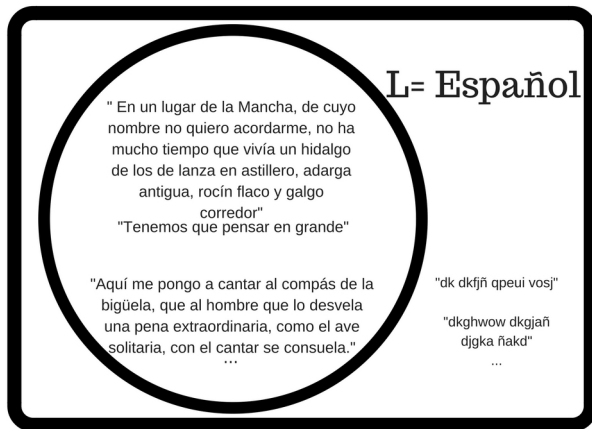 L= Español
" En un lugar de la Mancha, de cuyo
nombre no quiero acordarme, no ha
mucho tiempo que vivía un hidalgo
de los de lanza en astillero, adarga
antigua, rocín flaco y galgo
corredor"
"Tenemos que pensar en grande"
"Aquí me pongo a cantar al compás de la
bigüela, que al hombre que lo desvela
una pena extraordinaria, como el ave
solitaria, con el cantar se consuela."
...
"dk dkfjñ qpeui vosj"
"dkghwow dkgjañ
djgka ñakd"
...